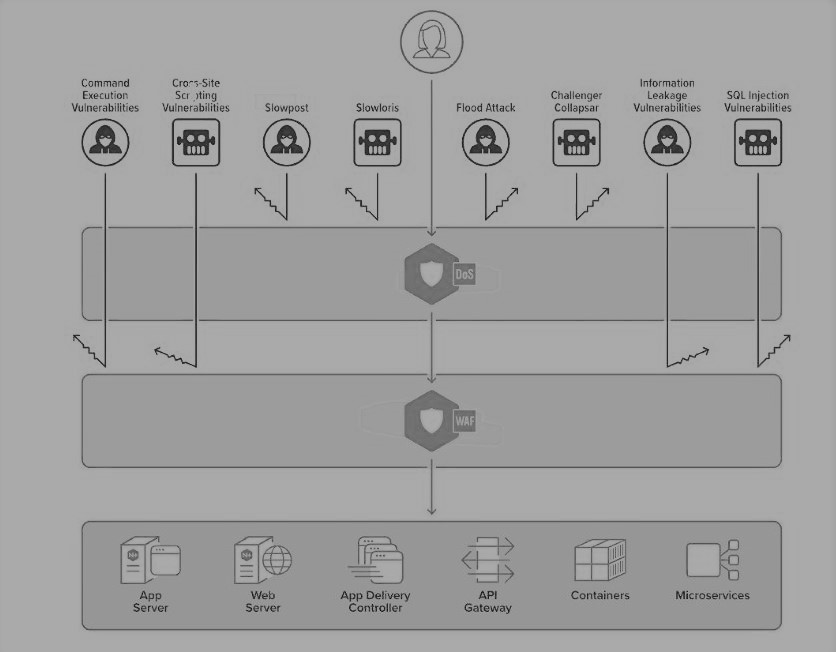 Command
Execution
Vulnerabilities
Cross-Site
Scripting
Vulnerabilities
Slowpost
Slowloris
Flood Attack
Challenger
Collapsar
Information
Leakage
Vulnerabilities
SQL Injection
Vulnerabilities
DoS
WAF
App
Server
Web
Server
App Delivery
Controller
API
Gateway
Containers
Microservices